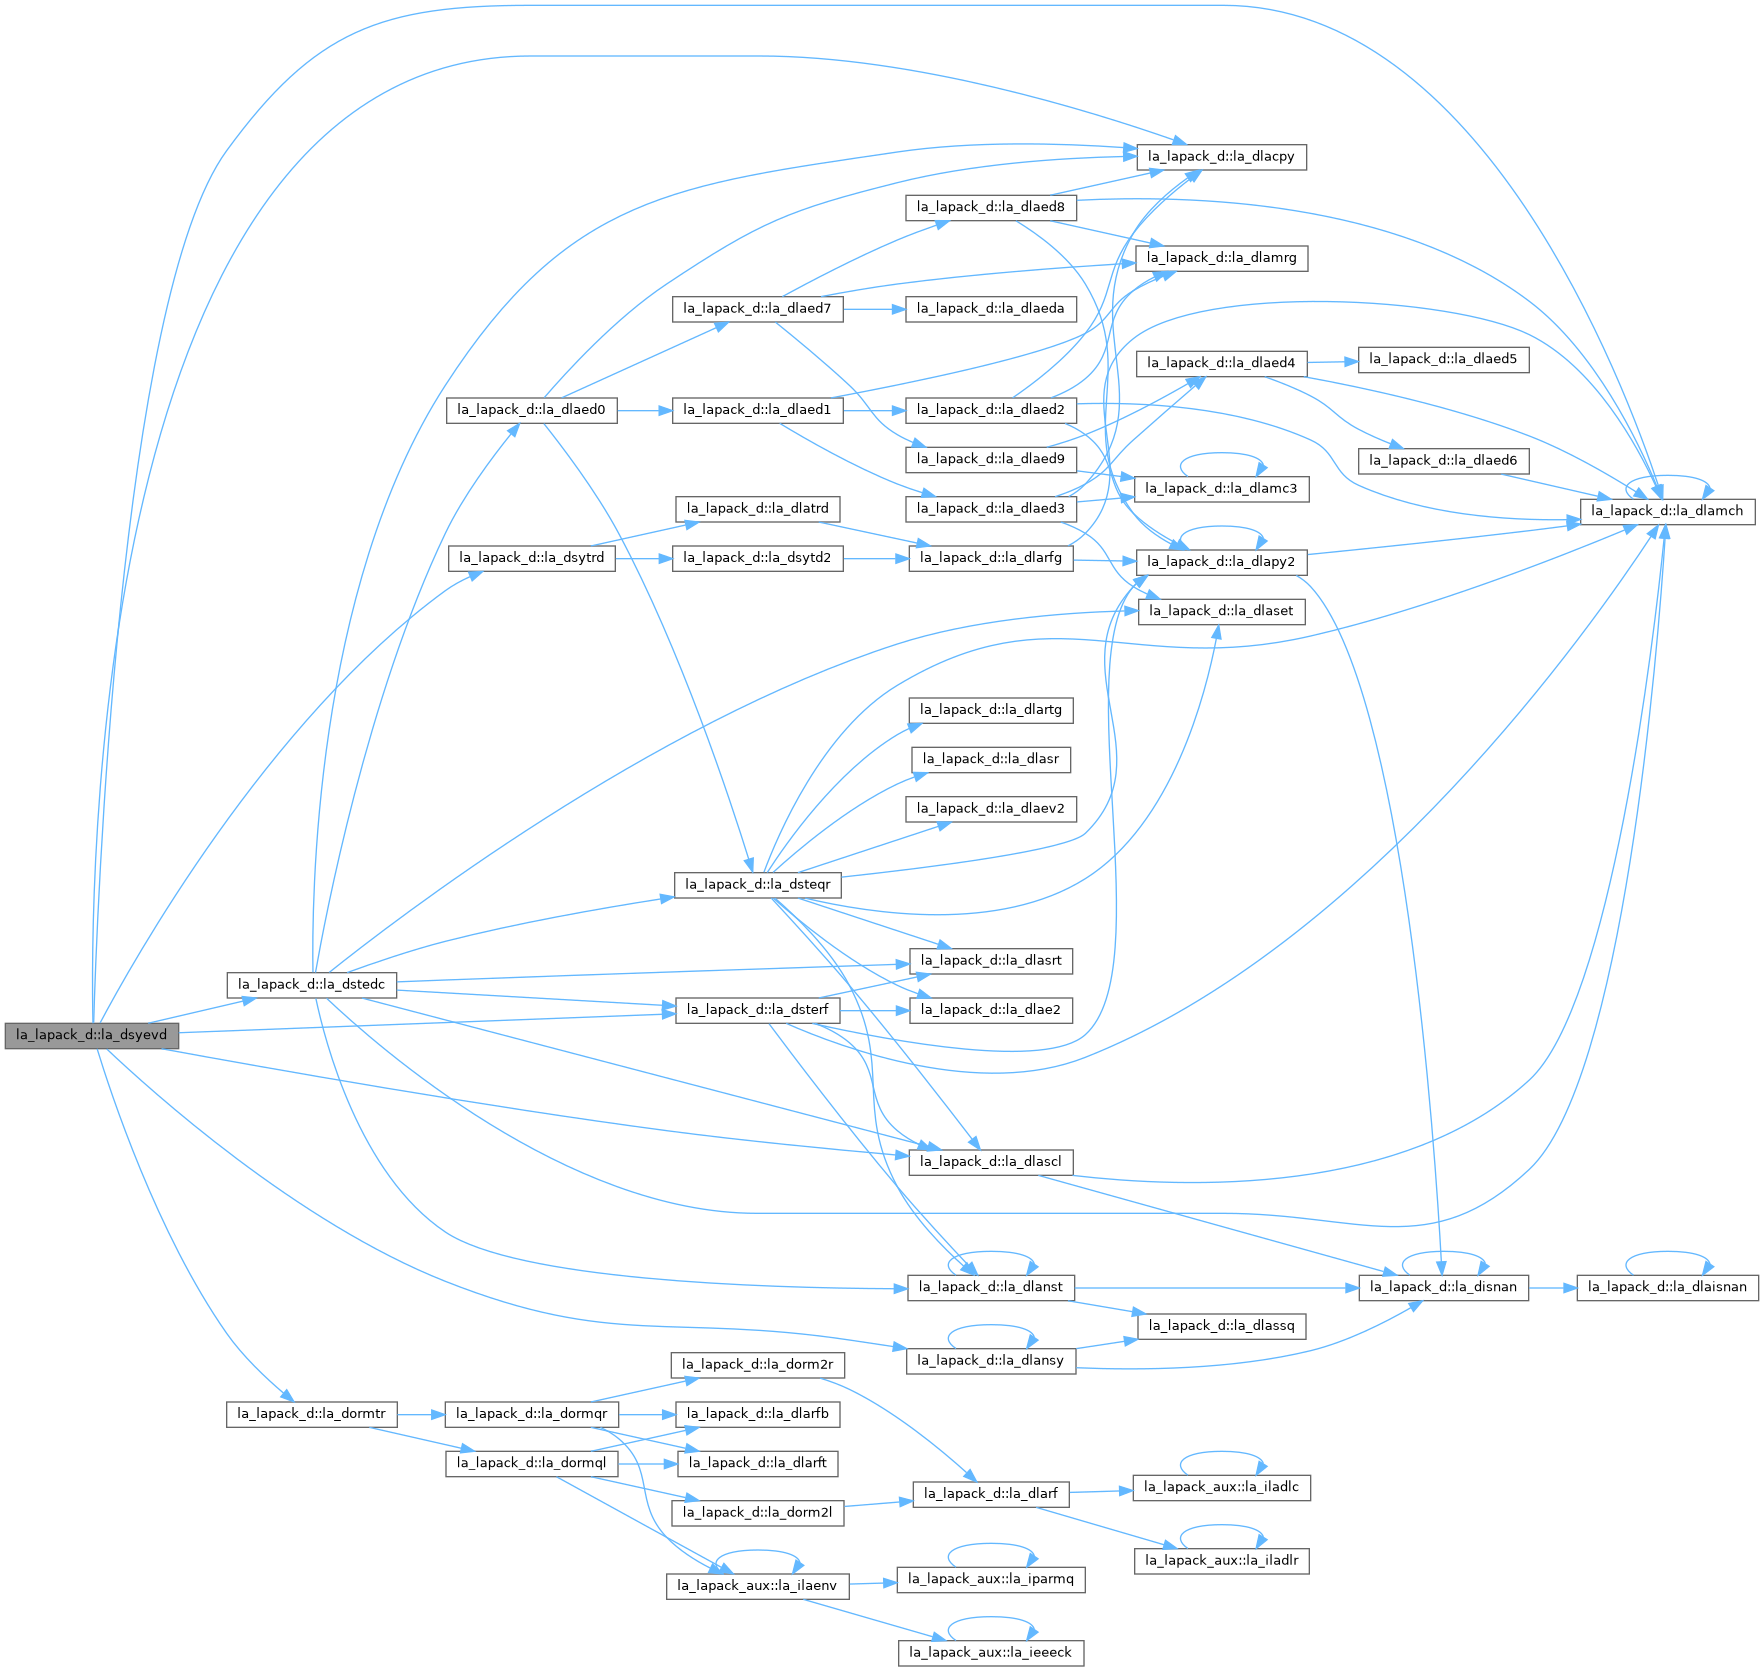 la_lapack_d::la_dlacpy
la_lapack_d::la_dlaed8
la_lapack_d::la_dlamrg
la_lapack_d::la_dlaed7
la_lapack_d::la_dlaeda
la_lapack_d::la_dlaed4
la_lapack_d::la_dlaed5
la_lapack_d::la_dlaed0
la_lapack_d::la_dlaed1
la_lapack_d::la_dlaed2
la_lapack_d::la_dlaed9
la_lapack_d::la_dlaed6
la_lapack_d::la_dlamc3
la_lapack_d::la_dlatrd
la_lapack_d::la_dlaed3
la_lapack_d::la_dlamch
la_lapack_d::la_dsytrd
la_lapack_d::la_dsytd2
la_lapack_d::la_dlarfg
la_lapack_d::la_dlapy2
la_lapack_d::la_dlaset
la_lapack_d::la_dlartg
la_lapack_d::la_dlasr
la_lapack_d::la_dlaev2
la_lapack_d::la_dsteqr
la_lapack_d::la_dlasrt
la_lapack_d::la_dstedc
la_lapack_d::la_dsterf
la_lapack_d::la_dlae2
la_lapack_d::la_dsyevd
la_lapack_d::la_dlascl
la_lapack_d::la_dlanst
la_lapack_d::la_disnan
la_lapack_d::la_dlaisnan
la_lapack_d::la_dlassq
la_lapack_d::la_dlansy
la_lapack_d::la_dorm2r
la_lapack_d::la_dormtr
la_lapack_d::la_dormqr
la_lapack_d::la_dlarfb
la_lapack_d::la_dormql
la_lapack_d::la_dlarft
la_lapack_aux::la_iladlc
la_lapack_d::la_dlarf
la_lapack_d::la_dorm2l
la_lapack_aux::la_iladlr
la_lapack_aux::la_ilaenv
la_lapack_aux::la_iparmq
la_lapack_aux::la_ieeeck